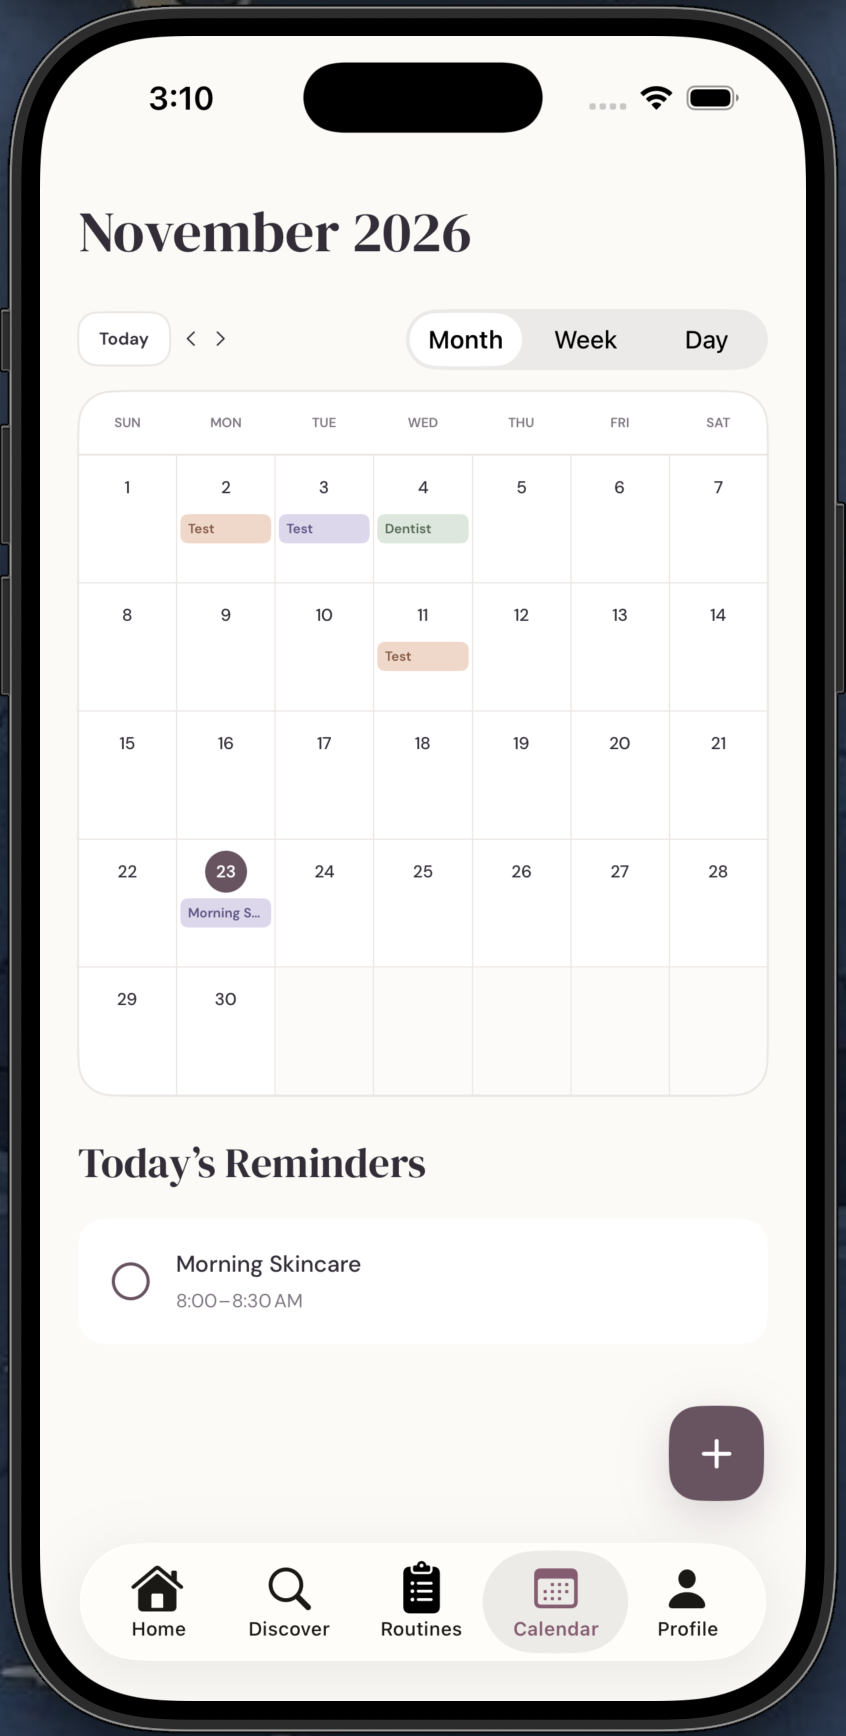 3:10
November 2026
Today
Month Week Day
SUN MON TUE WED THU FRI SAT
1 2 3 4 5 6 7
Test Test Dentist
8 9 10 11 12 13 14
Test
15 16 17 18 19 20 21
22 23 24 25 26 27 28
Morning S...
29 30
Today’s Reminders
Morning Skincare
8:00–8:30 AM
Home Discover Routines Calendar Profile